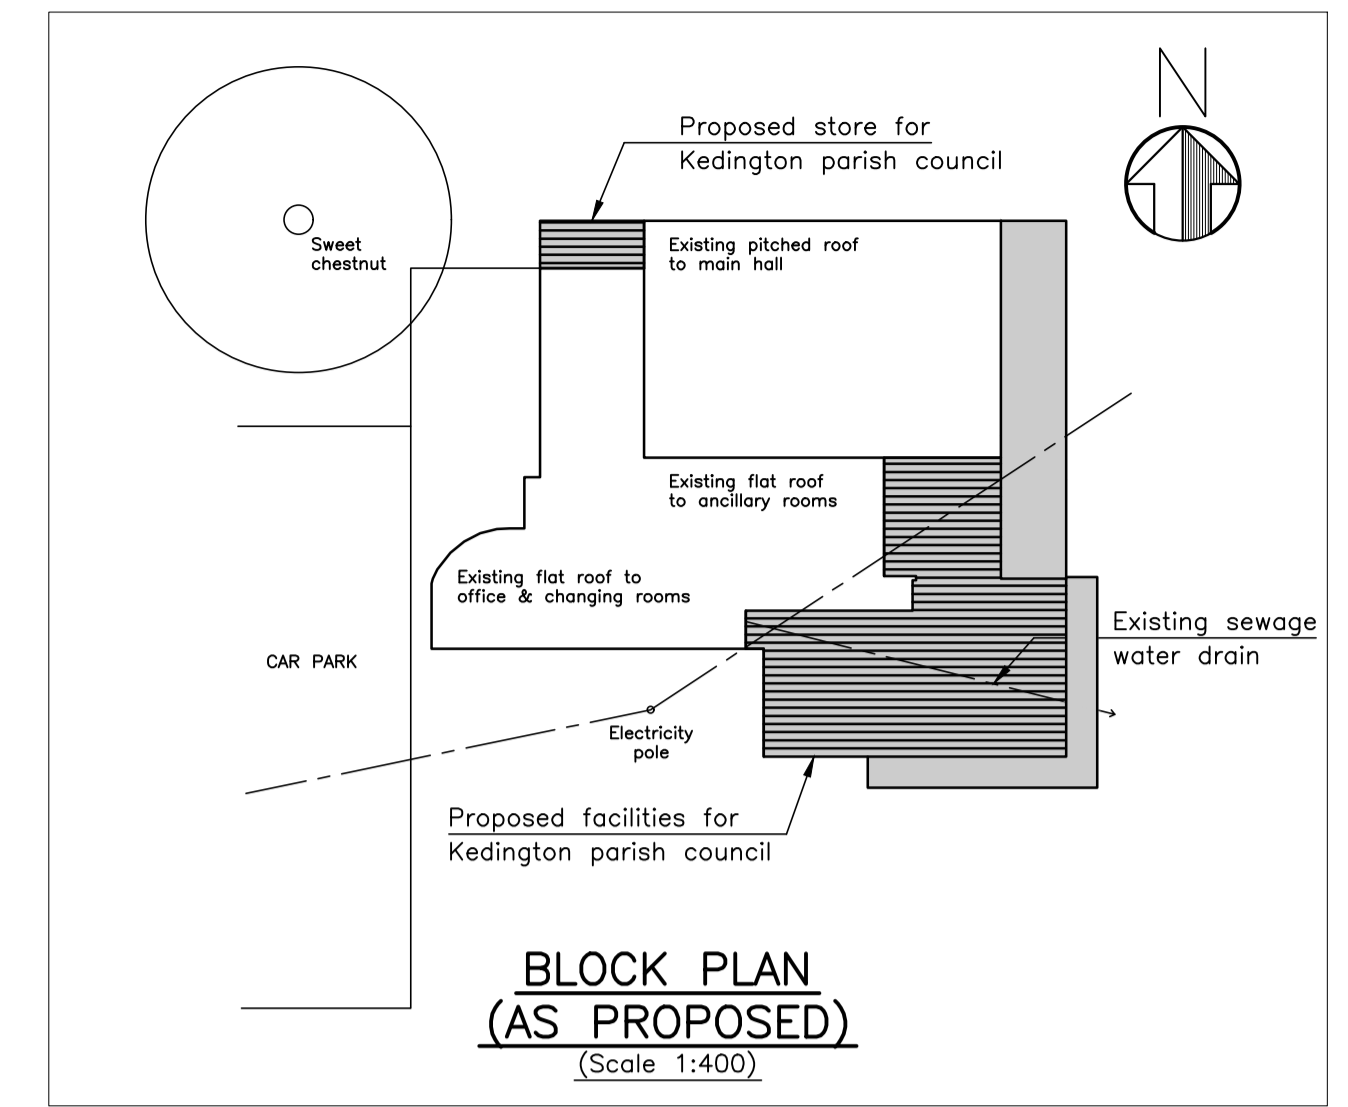 N
Proposed store for
Kedington parish council
Sweet
chestnut
Existing pitched roof
to main hall
Existing flat roof
to ancillary rooms
Existing flat roof to
office & changing rooms
Existing sewage
water drain
CAR PARK
Electricity
pole
Proposed facilities for
Kedington parish council
BLOCK PLAN
(AS PROPOSED)
(Scale 1:400)